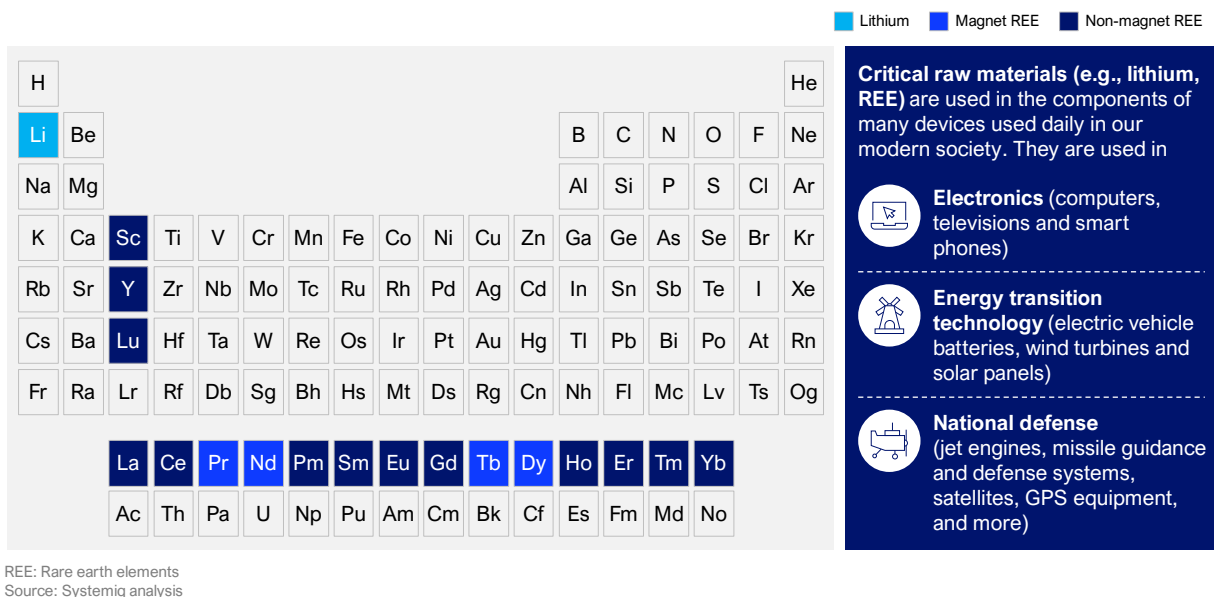 Lithium Magnet REE Non-magnet REE
H He
Li Be B C N O F Ne
Na Mg Al Si P S Cl Ar
K Ca Sc Ti V Cr Mn Fe Co Ni Cu Zn Ga Ge As Se Br Kr
Rb Sr Y Zr Nb Mo Tc Ru Rh Pd Ag Cd In Sn Sb Te I Xe
Cs Ba Lu Hf Ta W Re Os Ir Pt Au Hg Tl Pb Bi Po At Rn
Fr Ra Lr Rf Db Sg Bh Hs Mt Ds Rg Cn Nh Fl Mc Lv Ts Og
La Ce Pr Nd Pm Sm Eu Gd Tb Dy Ho Er Tm Yb
Ac Th Pa U Np Pu Am Cm Bk Cf Es Fm Md No
Critical raw materials (e.g., lithium,
REE) are used in the components of
many devices used daily in our
modern society. They are used in
Electronics (computers,
televisions and smart
phones)
Energy transition
technology (electric vehicle
batteries, wind turbines and
solar panels)
National defense
(jet engines, missile guidance
and defense systems,
satellites, GPS equipment,
and more)
REE: Rare earth elements
Source: Systemiq analysis